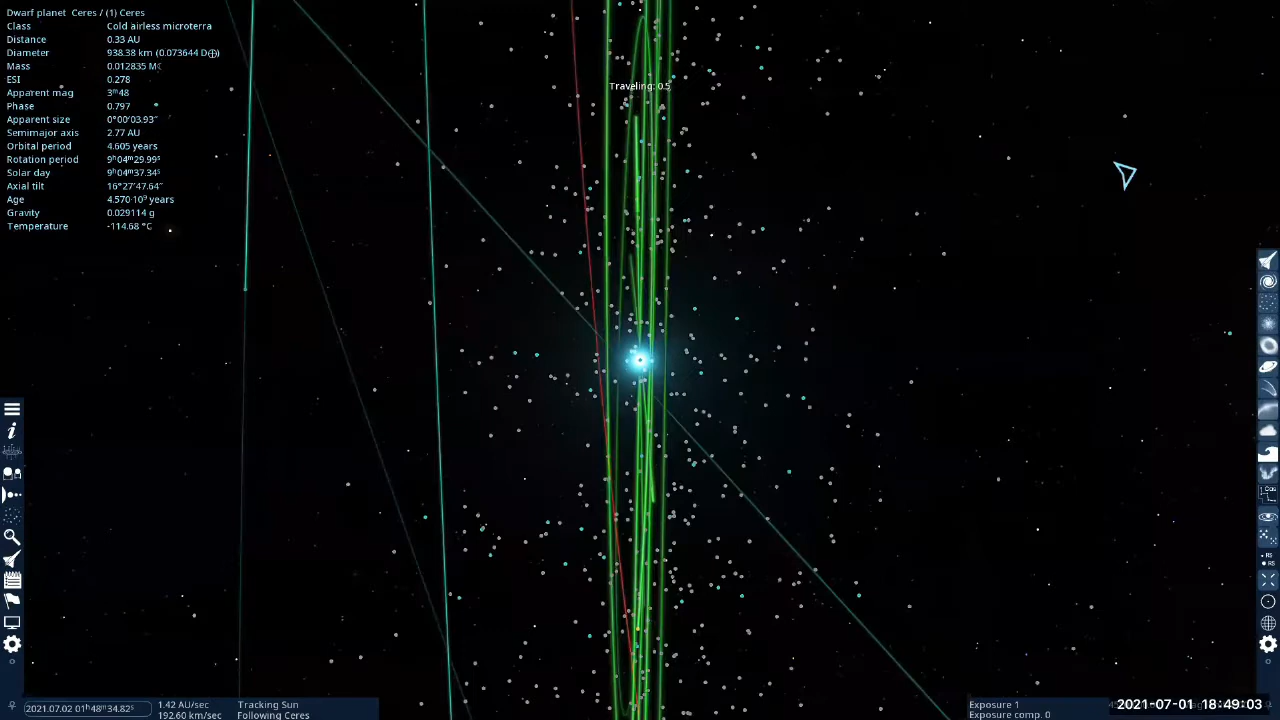 Dwarf planet Ceres / (1) Ceres
Class Cold airless microterra
Distance 0.33 AU
Diameter 938.38 km (0.073644 D⊕)
Mass 0.012835 M☾
ESI 0.278
Apparent mag 3ᵐ48
Phase 0.797
Apparent size 0°00′03.93″
Semimajor axis 2.77 AU
Orbital period 4.605 years
Rotation period 9ʰ04ᵐ29.99ˢ
Solar day 9ʰ04ᵐ37.34ˢ
Axial tilt 16°27′47.64″
Age 4.570·10⁹ years
Gravity 0.029114 g
Temperature -114.68 °C
Traveling: 0.5
RS
RS
2021.07.02 01ʰ48ᵐ34.82ˢ
1.42 AU/sec
192.60 km/sec
Tracking Sun
Following Ceres
Exposure 1
Exposure comp. 0
2021-07-01 18:49:03